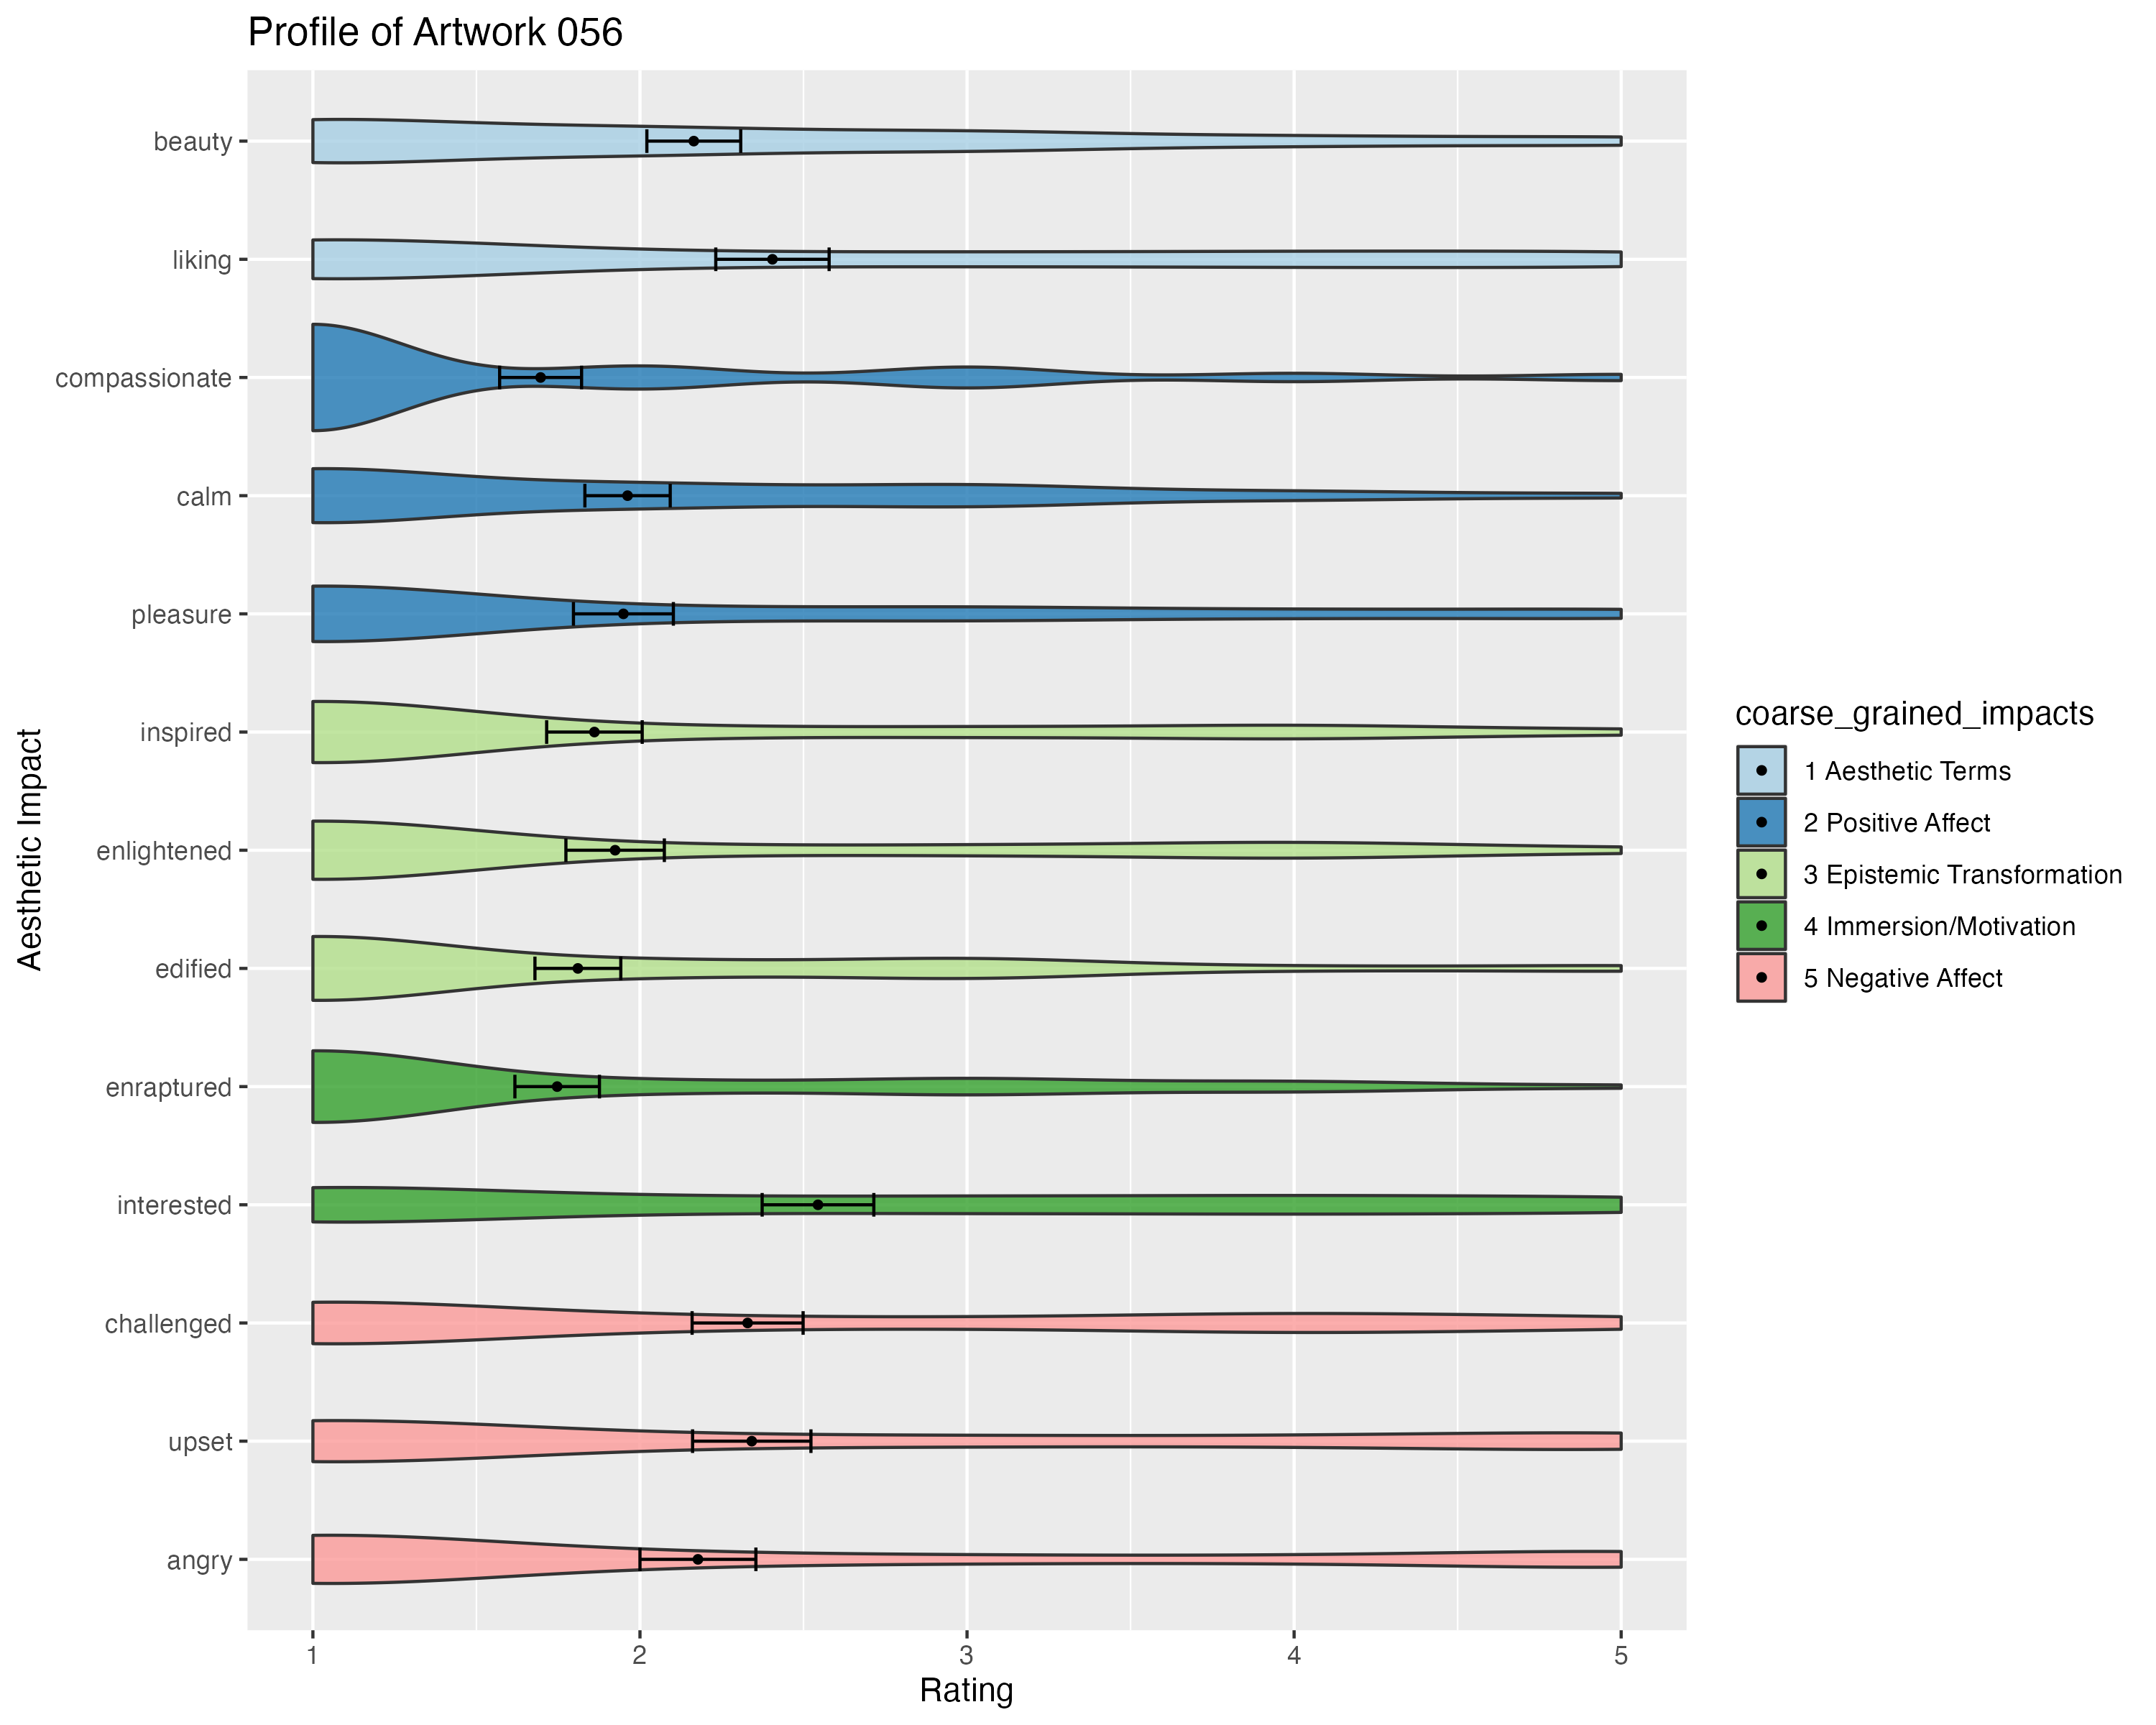 Profile of Artwork 056
Aesthetic Impact
beauty
liking
compassionate
calm
pleasure
inspired
enlightened
edified
enraptured
interested
challenged
upset
angry
1
2
3
4
5
Rating
coarse_grained_impacts
1 Aesthetic Terms
2 Positive Affect
3 Epistemic Transformation
4 Immersion/Motivation
5 Negative Affect